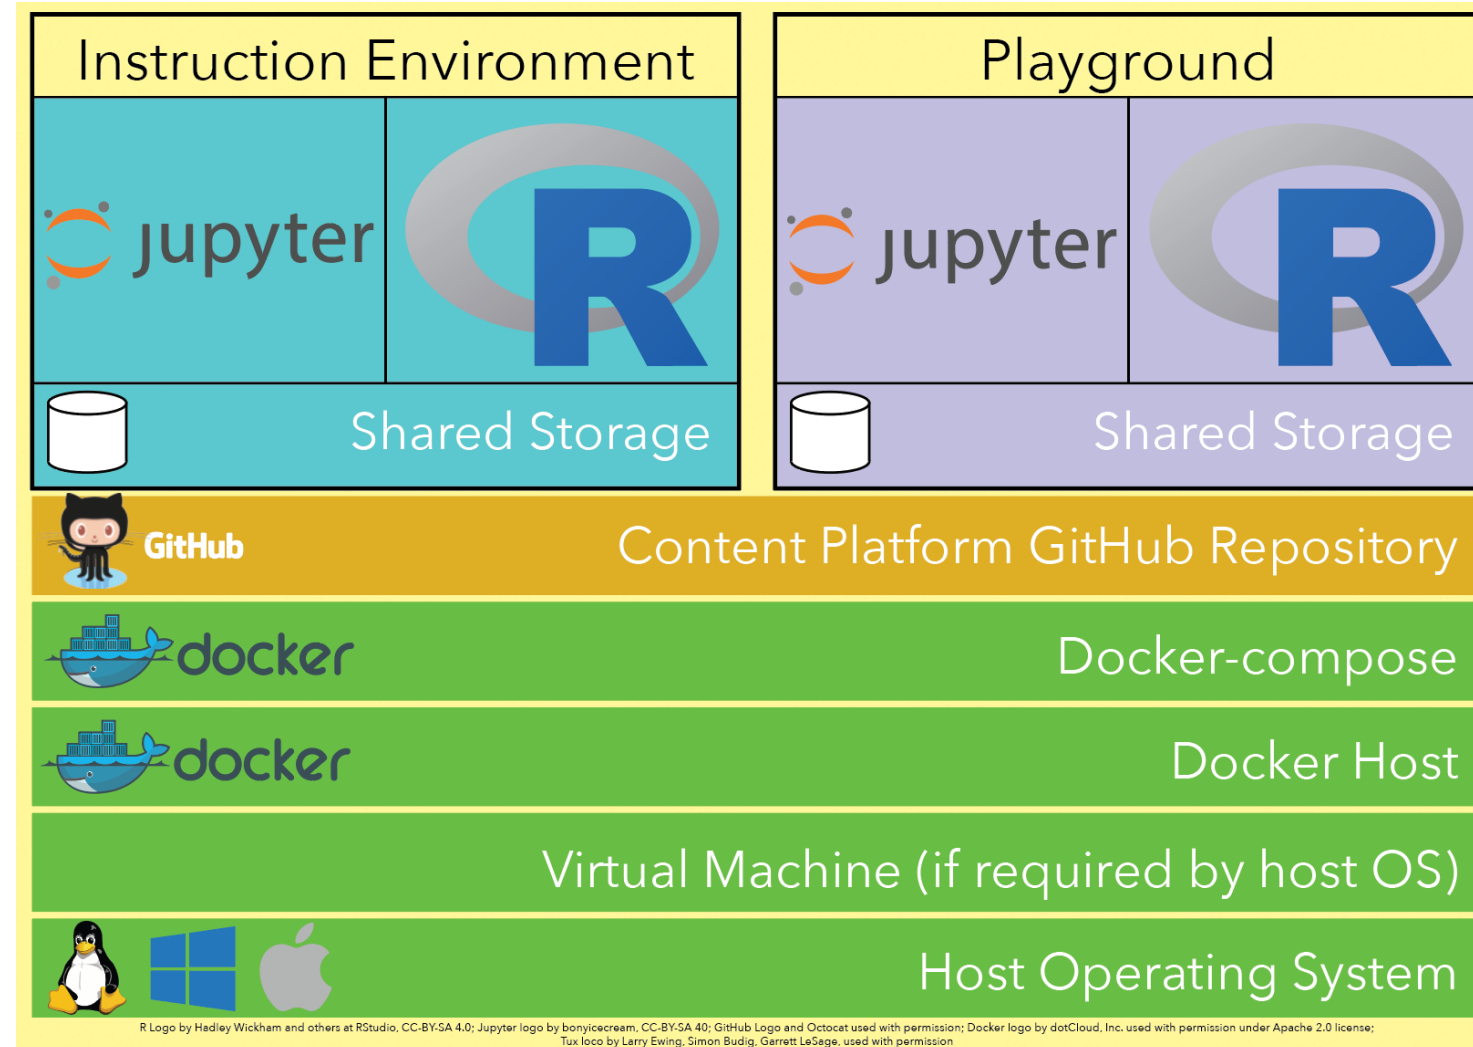 Instruction Environment
Playground
jupyter
R
jupyter
R
Shared Storage
Shared Storage
GitHub
Content Platform GitHub Repository
docker
Docker-compose
docker
Docker Host
Virtual Machine (if required by host OS)
Host Operating System
R Logo by Hadley Wickham and others at RStudio, CC-BY-SA 4.0; Jupyter logo by bonyicecream, CC-BY-SA 40; GitHub Logo and Octocat used with permission; Docker logo by dotCloud, Inc. used with permission under Apache 2.0 license;
Tux loco by Larry Ewing, Simon Budig, Garrett LeSage, used with permission